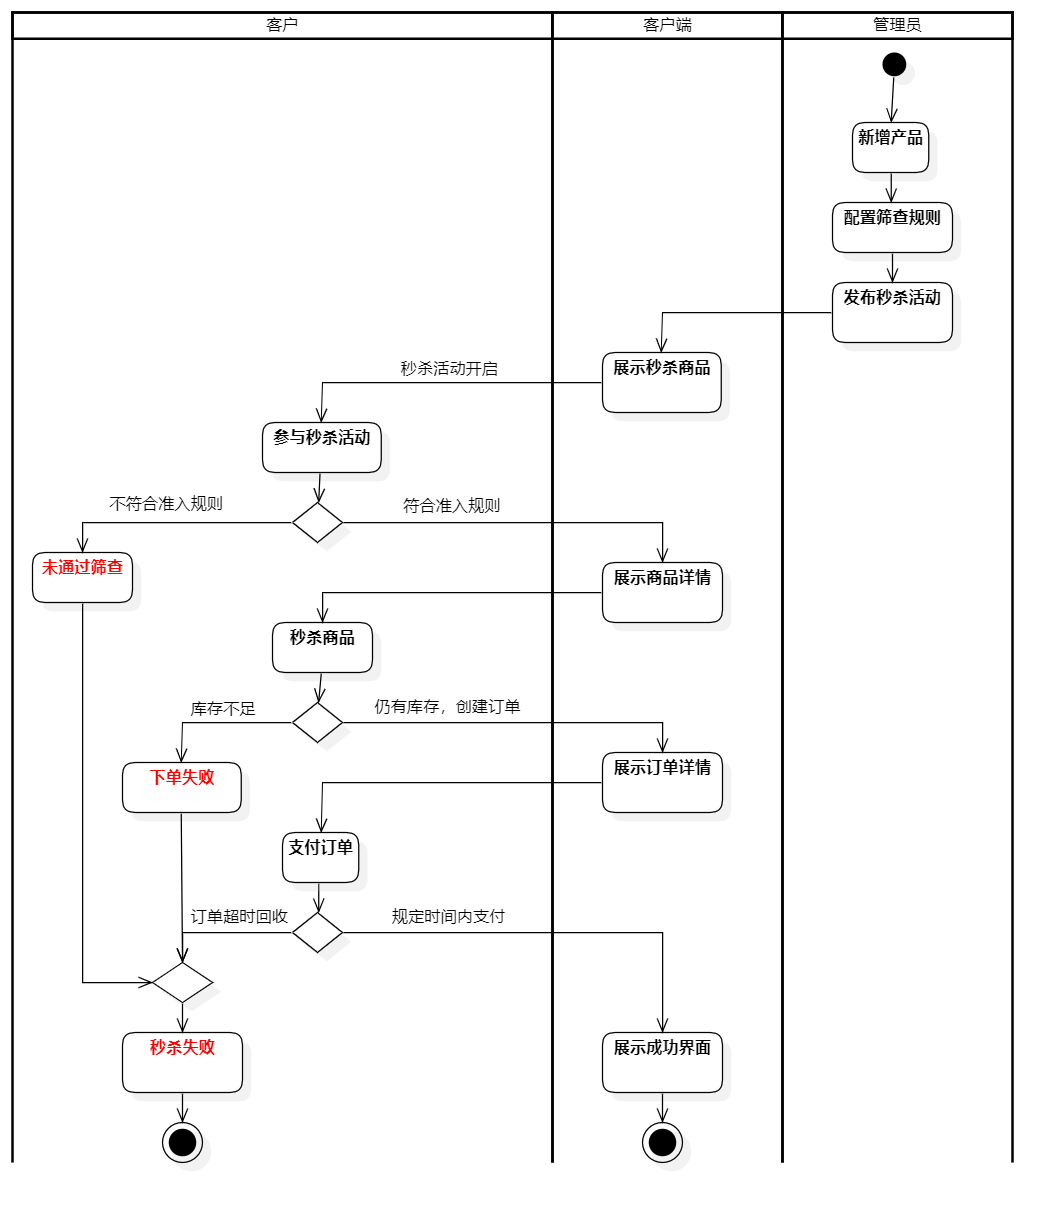 客户
客户端
管理员
新增产品
配置筛查规则
发布秒杀活动
展示秒杀商品
秒杀活动开启
参与秒杀活动
不符合准入规则
符合准入规则
未通过筛查
展示商品详情
秒杀商品
库存不足
仍有库存，创建订单
下单失败
展示订单详情
支付订单
订单超时回收
规定时间内支付
秒杀失败
展示成功界面